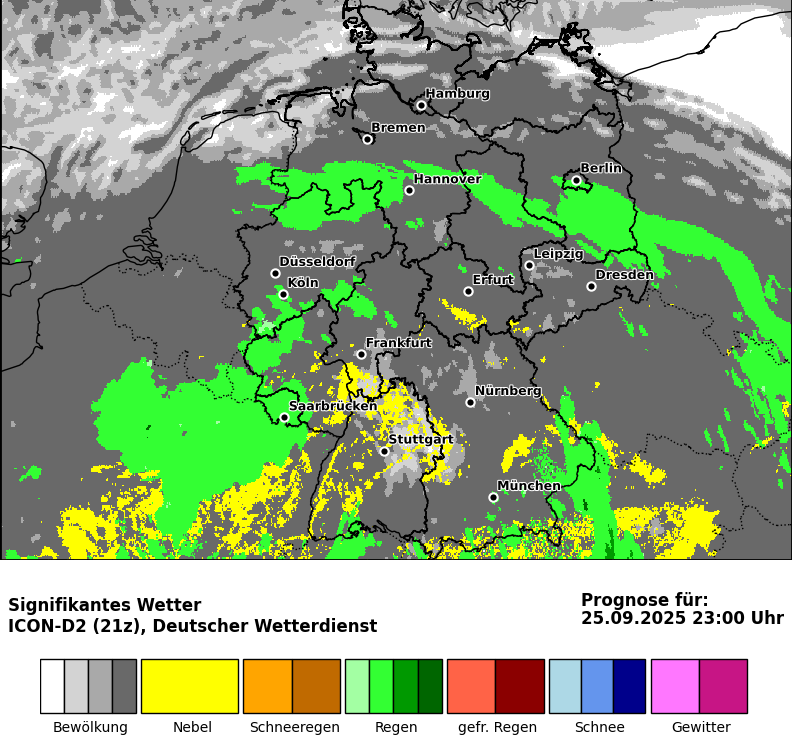 Hamburg
Bremen
Berlin
Hannover
Düsseldorf
Leipzig
Köln
Erfurt
Dresden
Frankfurt
Nürnberg
Saarbrücken
Stuttgart
München
Signifikantes Wetter
ICON-D2 (21z), Deutscher Wetterdienst
Prognose für:
25.09.2025 23:00 Uhr
Bewölkung
Nebel
Schneeregen
Regen
gefr. Regen
Schnee
Gewitter